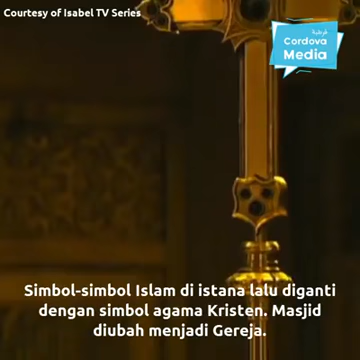 Courtesy of Isabel TV Series
قرطبة
Cordova
Media
Simbol-simbol Islam di istana lalu diganti
dengan simbol agama Kristen. Masjid
diubah menjadi Gereja.